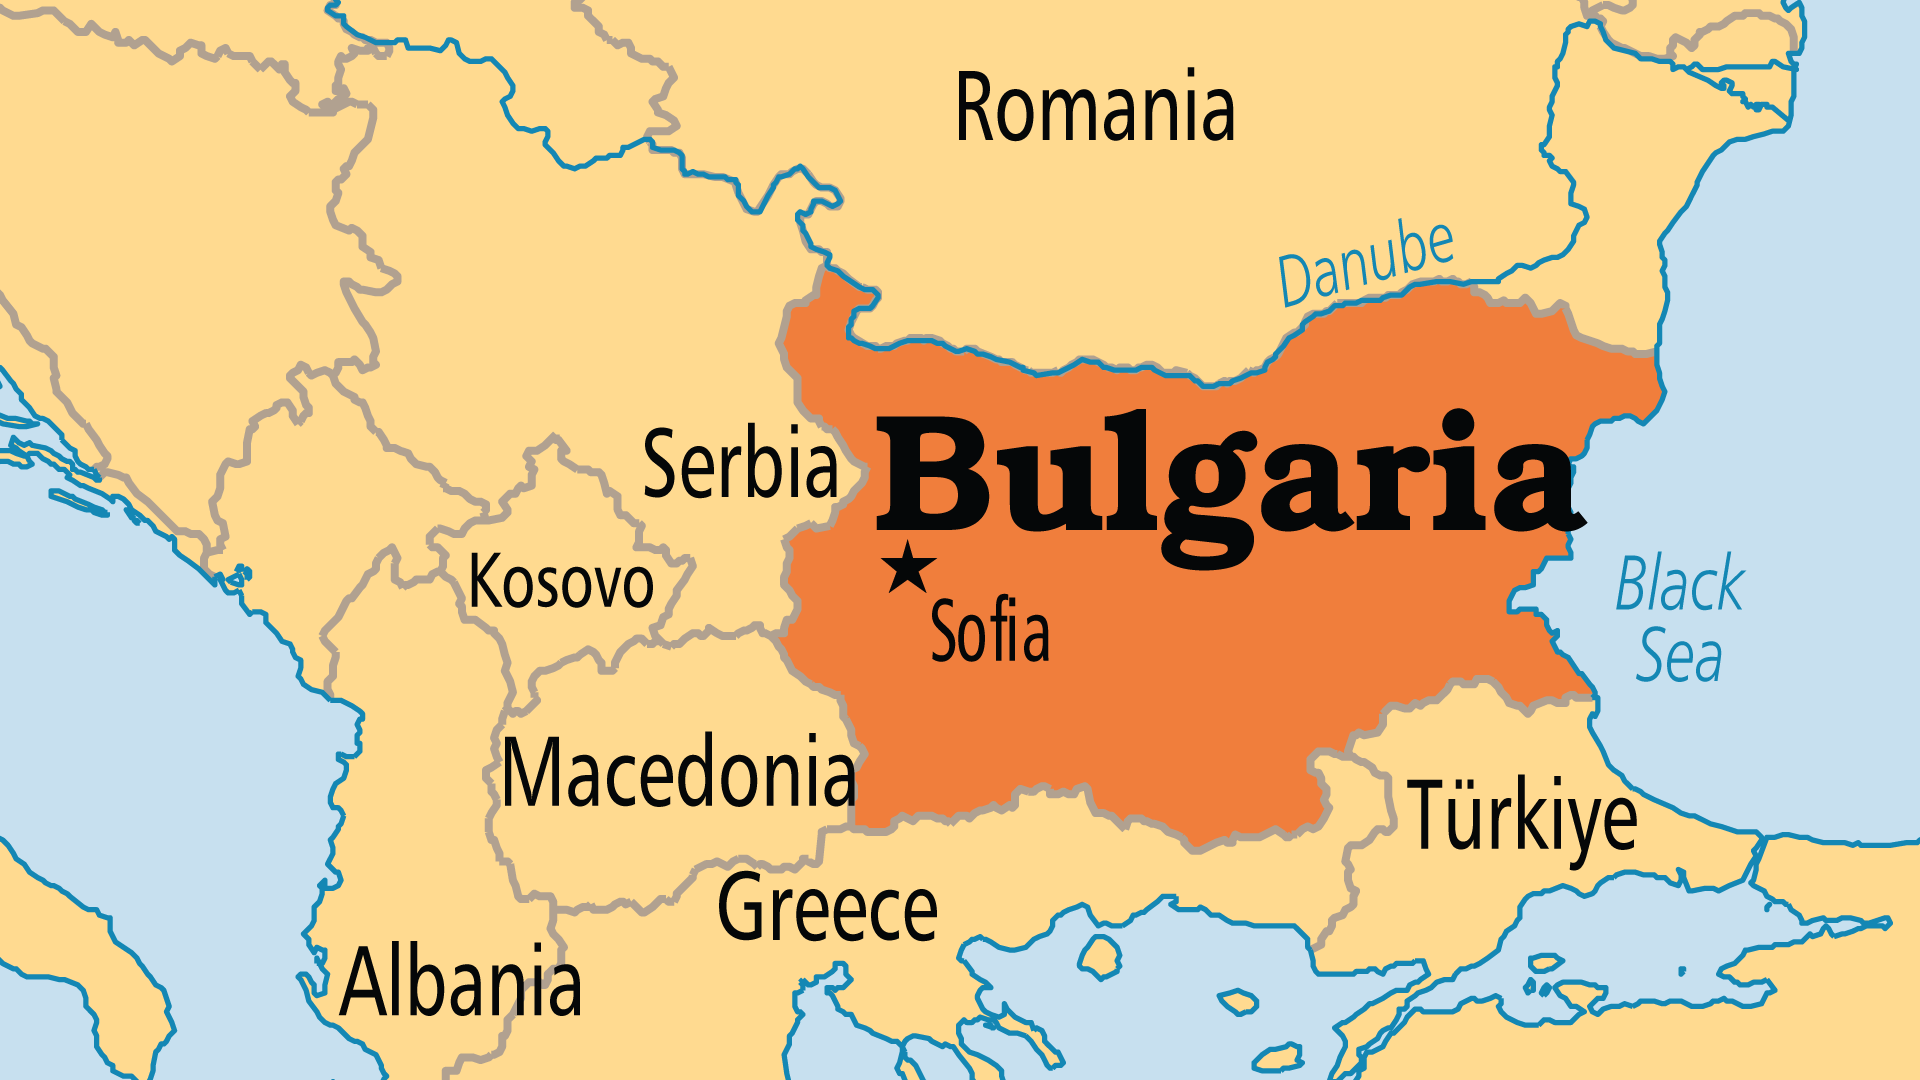 Romania
Danube
Serbia
Bulgaria
Kosovo
Sofia
Black
Sea
Macedonia
Türkiye
Greece
Albania